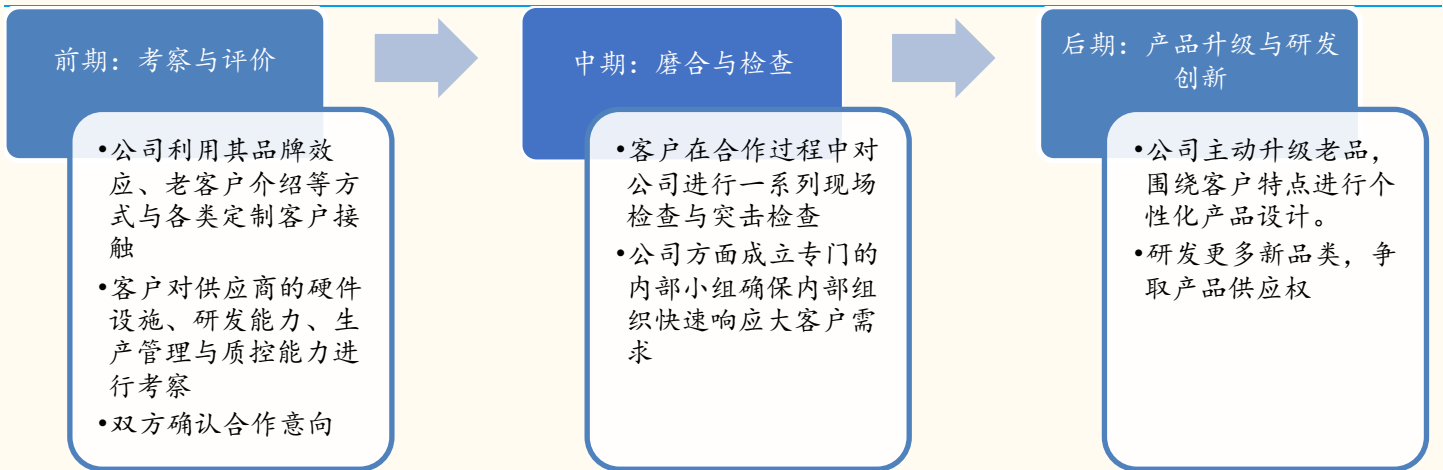 前期：考察与评价
•公司利用其品牌效
应、老客户介绍等方
式与各类定制客户接
触
•客户对供应商的硬件
设施、研发能力、生
产管理与质控能力进
行考察
•双方确认合作意向
中期：磨合与检查
•客户在合作过程中对
公司进行一系列现场
检查与突击检查
•公司方面成立专门的
内部小组确保内部组
织快速响应大客户需
求
后期：产品升级与研发
创新
•公司主动升级老品，
围绕客户特点进行个
性化产品设计。
•研发更多新品类，争
取产品供应权